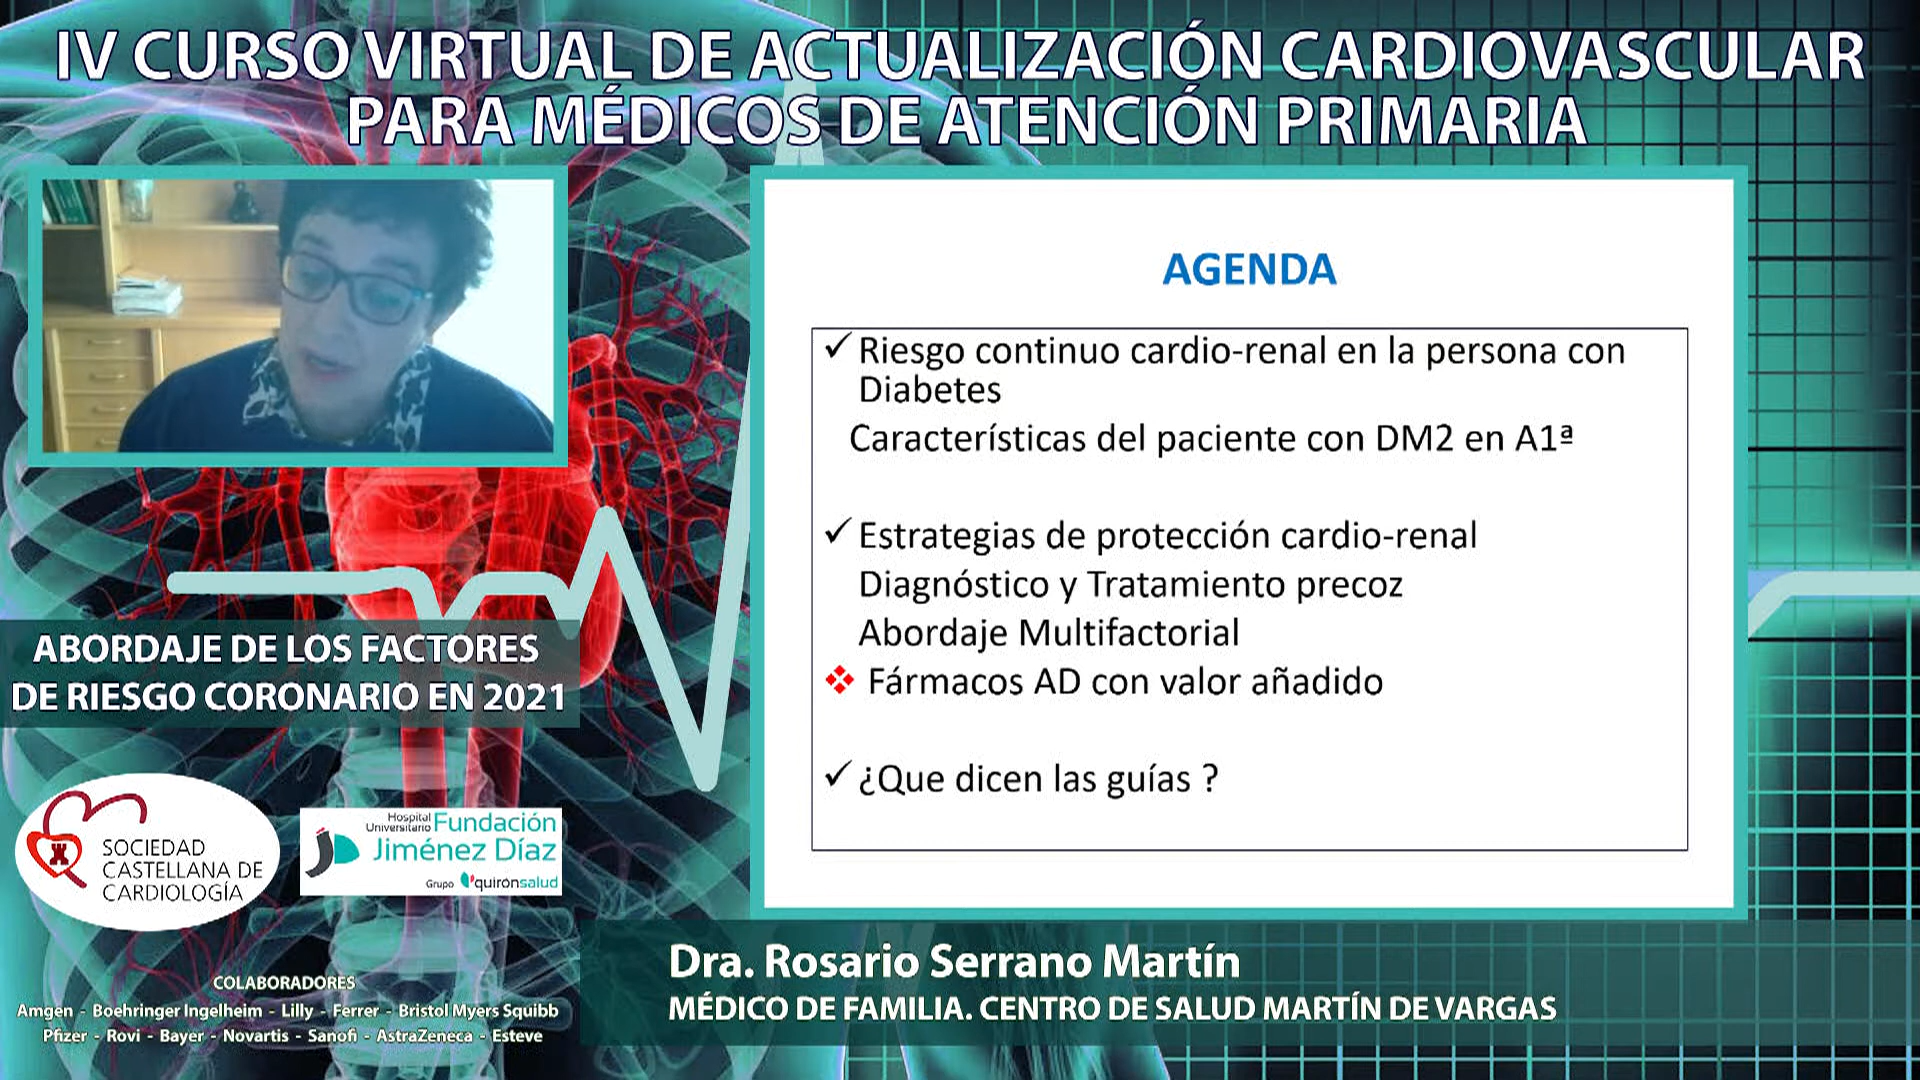 IV CURSO VIRTUAL DE ACTUALIZACIÓN CARDIOVASCULAR
PARA MÉDICOS DE ATENCIÓN PRIMARIA
AGENDA
Riesgo continuo cardio-renal en la persona con
Diabetes
Características del paciente con DM2 en A1ª
Estrategias de protección cardio-renal
Diagnóstico y Tratamiento precoz
Abordaje Multifactorial
Fármacos AD con valor añadido
¿Que dicen las guías ?
ABORDAJE DE LOS FACTORES
DE RIESGO CORONARIO EN 2021
SOCIEDAD
CASTELLANA DE
CARDIOLOGÍA
Hospital
Universitario Fundación
Jiménez Díaz
Grupo quirónsalud
COLABORADORES
Amgen - Boehringer Ingelheim - Lilly - Ferrer - Bristol Myers Squibb
Pfizer - Rovi - Bayer - Novartis - Sanofi - AstraZeneca - Esteve
Dra. Rosario Serrano Martín
MÉDICO DE FAMILIA. CENTRO DE SALUD MARTÍN DE VARGAS